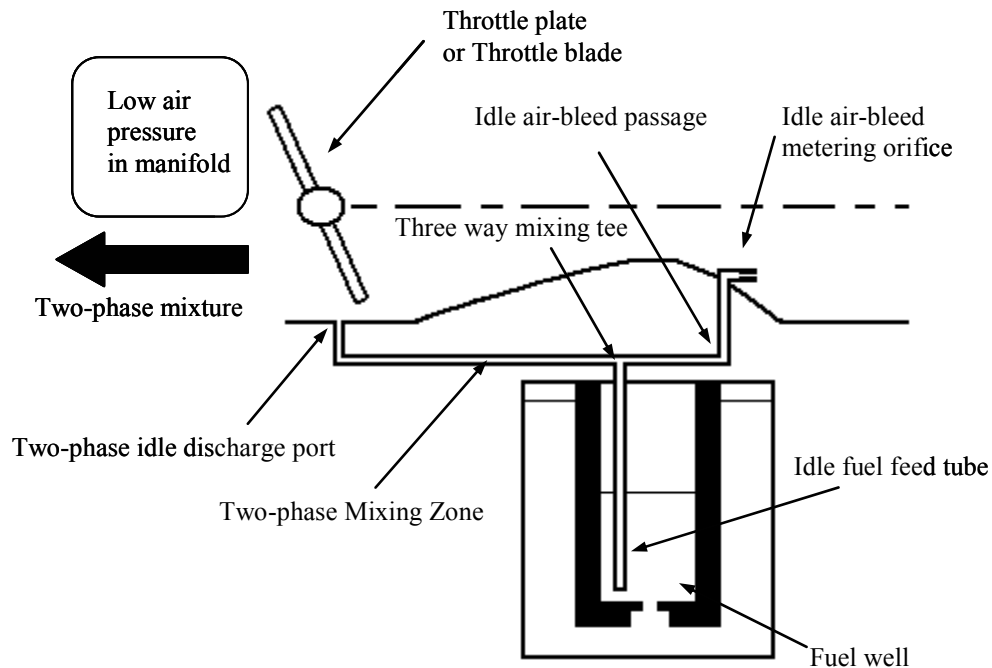 Throttle plate
or Throttle blade
Low air
pressure
in manifold
Idle air-bleed passage
Idle air-bleed
metering orifice
Three way mixing tee
Two-phase mixture
Two-phase idle discharge port
Idle fuel feed tube
Two-phase Mixing Zone
Fuel well